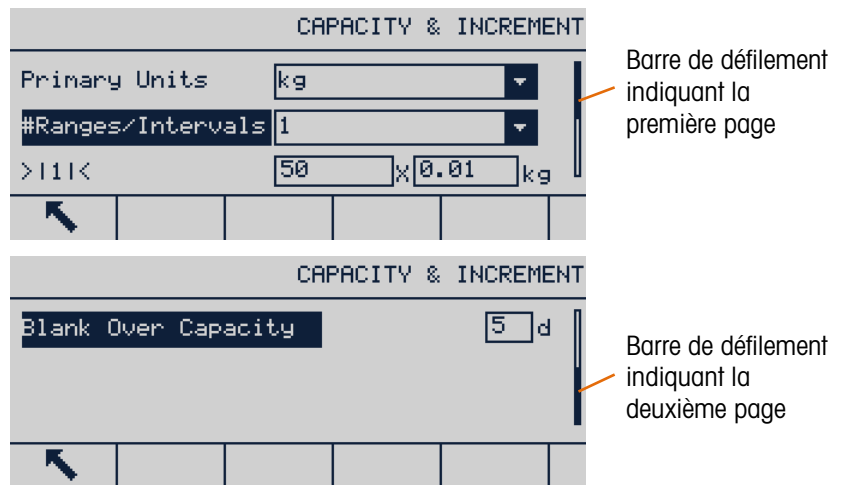 CAPACITY & INCREMENT
Primary Units kg
#Ranges/Intervals 1
>|1|< 50 X 0.01 kg
Barre de défilement
indiquant la
première page
CAPACITY & INCREMENT
Blank Over Capacity 5 d
Barre de défilement
indiquant la
deuxième page